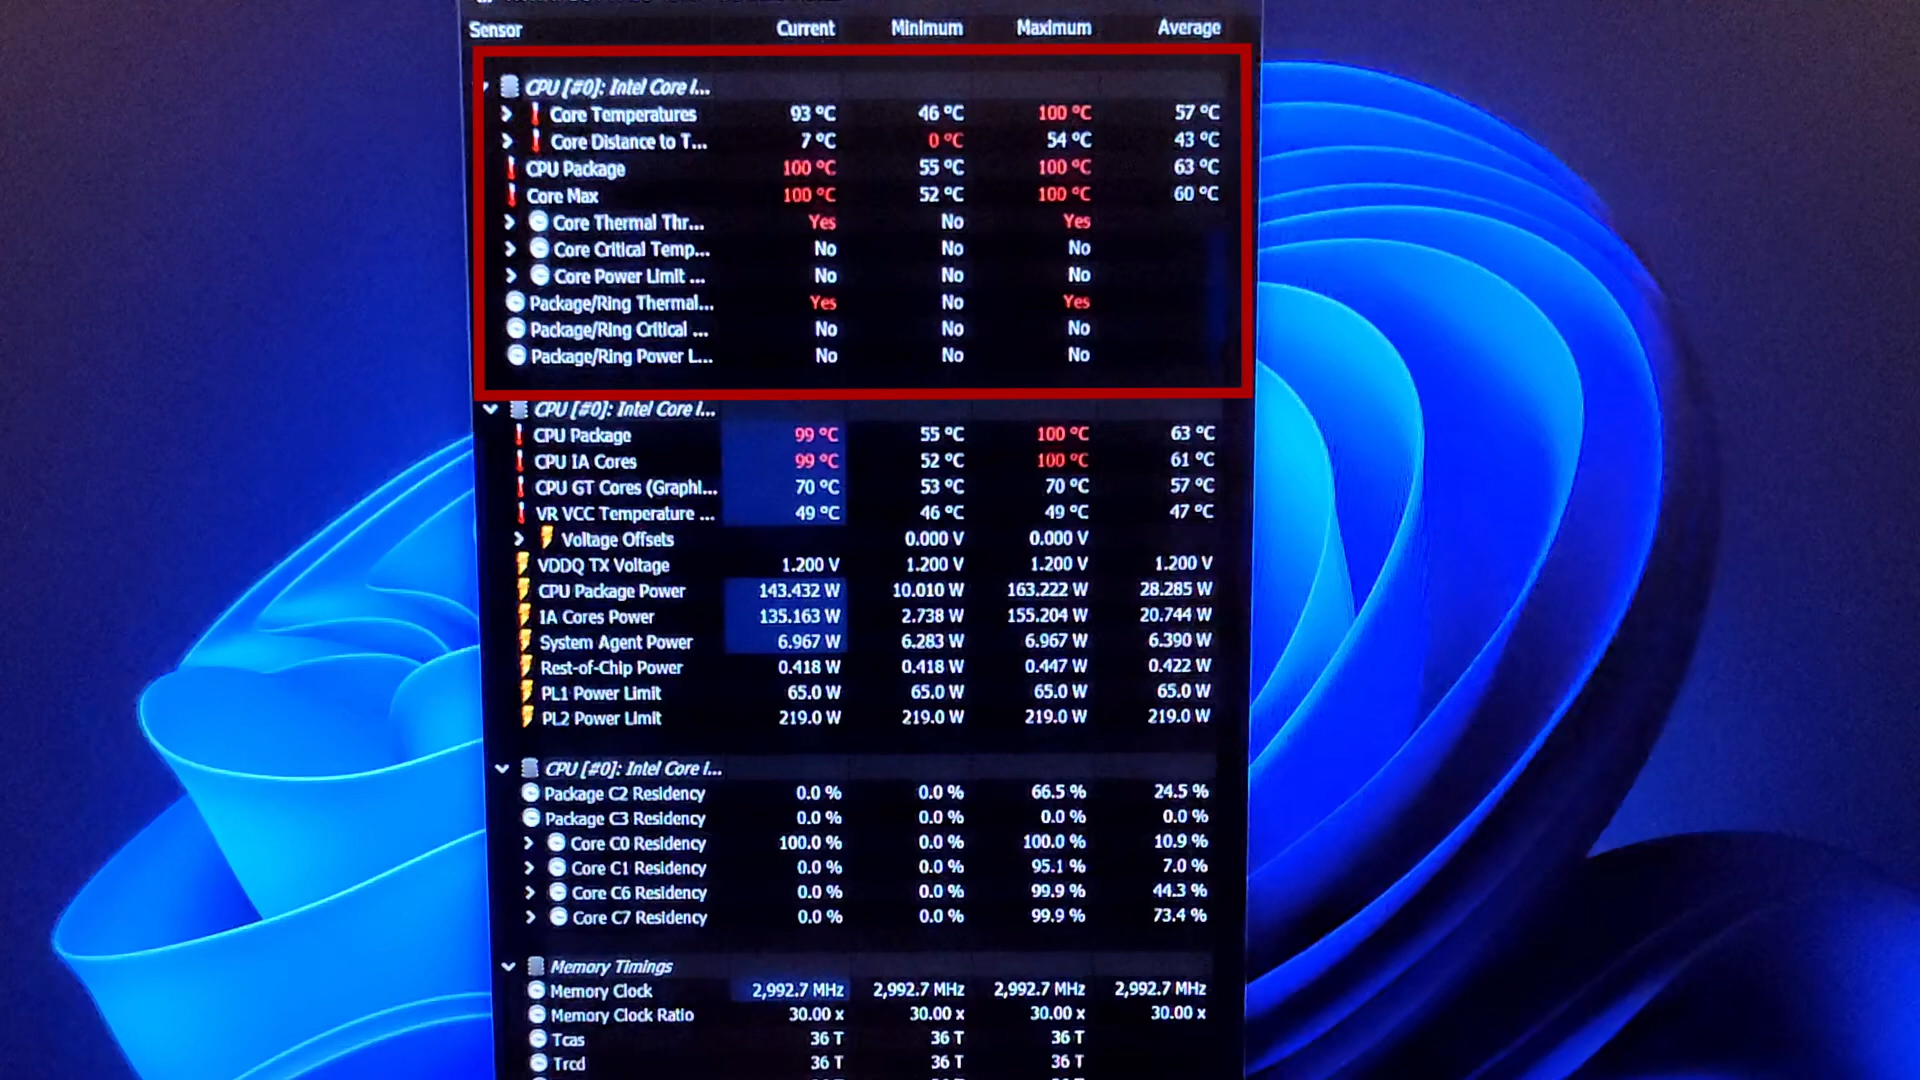 Sensor Current Minimum Maximum Average
CPU [#0]: Intel Core i...
Core Temperatures 93 °C 46 °C 100 °C 57 °C
Core Distance to T... 7 °C 0 °C 54 °C 43 °C
CPU Package 100 °C 55 °C 100 °C 63 °C
Core Max 100 °C 52 °C 100 °C 60 °C
Core Thermal Thr... Yes No Yes
Core Critical Temp... No No No
Core Power Limit ... No No No
Package/Ring Thermal... Yes No Yes
Package/Ring Critical ... No No No
Package/Ring Power L... No No No
CPU [#0]: Intel Core i...
CPU Package 99 °C 55 °C 100 °C 63 °C
CPU IA Cores 99 °C 52 °C 100 °C 61 °C
CPU GT Cores (Graphi... 70 °C 53 °C 70 °C 57 °C
VR VCC Temperature ... 49 °C 46 °C 49 °C 47 °C
Voltage Offsets 0.000 V 0.000 V
VDDQ TX Voltage 1.200 V 1.200 V 1.200 V 1.200 V
CPU Package Power 143.432 W 10.010 W 163.222 W 28.285 W
IA Cores Power 135.163 W 2.738 W 155.204 W 20.744 W
System Agent Power 6.967 W 6.283 W 6.967 W 6.390 W
Rest-of-Chip Power 0.418 W 0.418 W 0.447 W 0.422 W
PL1 Power Limit 65.0 W 65.0 W 65.0 W 65.0 W
PL2 Power Limit 219.0 W 219.0 W 219.0 W 219.0 W
CPU [#0]: Intel Core i...
Package C2 Residency 0.0 % 0.0 % 66.5 % 24.5 %
Package C3 Residency 0.0 % 0.0 % 0.0 % 0.0 %
Core C0 Residency 100.0 % 0.0 % 100.0 % 10.9 %
Core C1 Residency 0.0 % 0.0 % 95.1 % 7.0 %
Core C6 Residency 0.0 % 0.0 % 99.9 % 44.3 %
Core C7 Residency 0.0 % 0.0 % 99.9 % 73.4 %
Memory Timings
Memory Clock 2,992.7 MHz 2,992.7 MHz 2,992.7 MHz 2,992.7 MHz
Memory Clock Ratio 30.00 x 30.00 x 30.00 x 30.00 x
Tcas 36 T 36 T 36 T
Trcd 36 T 36 T 36 T